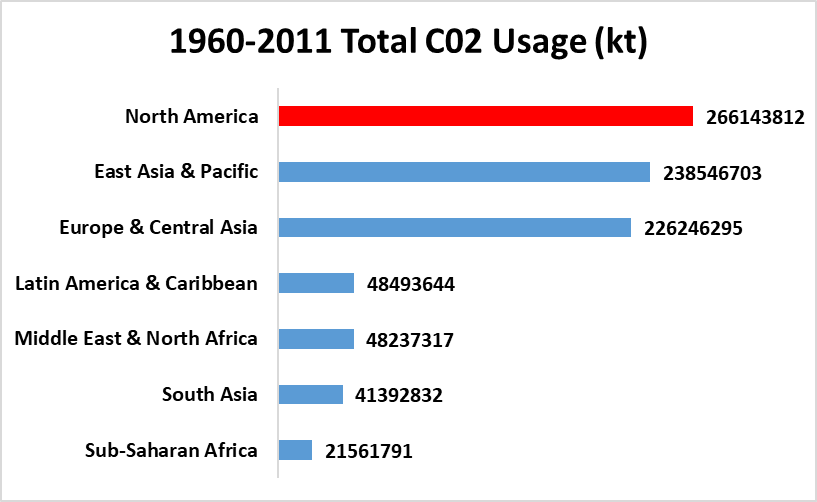 1960-2011 Total C02 Usage (kt)
North America 266143812
East Asia & Pacific 238546703
Europe & Central Asia 226246295
Latin America & Caribbean 48493644
Middle East & North Africa 48237317
South Asia 41392832
Sub-Saharan Africa 21561791